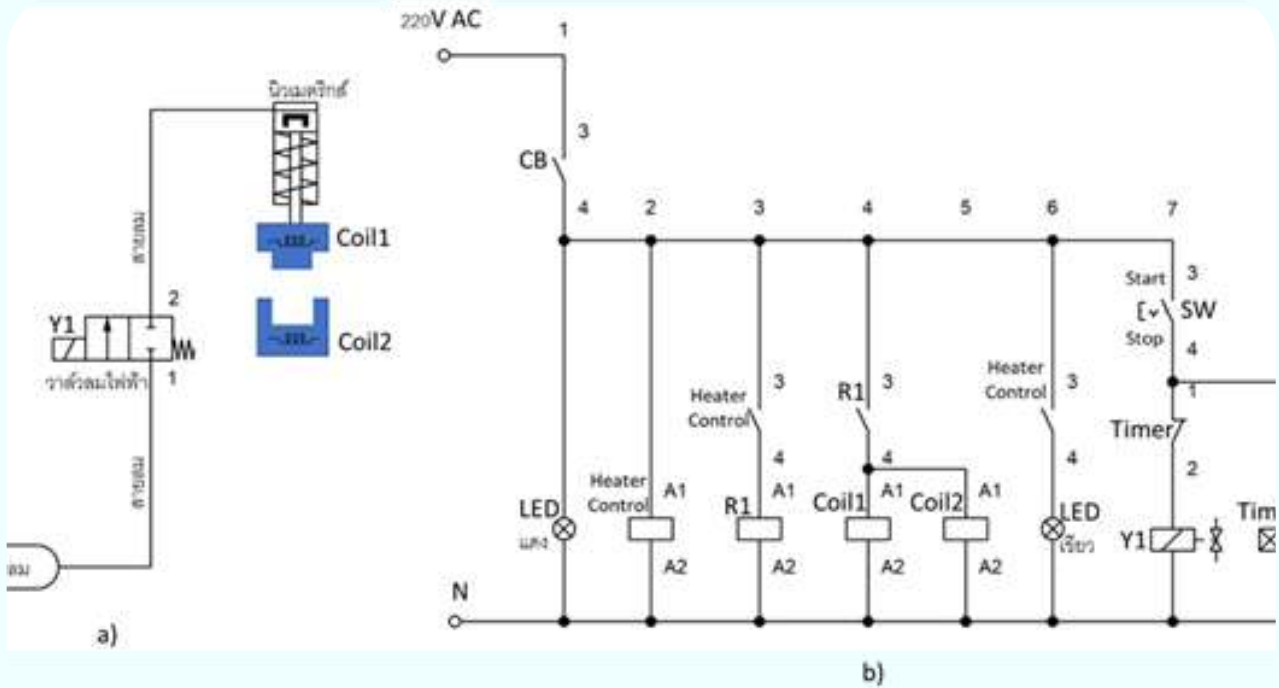 นิวเมตริกส์
สายลม
Coil1
Coil2
2
Y1
วาล์วลมไฟฟ้า
1
สายลม
ลม
a)
220V AC
1
3
CB
4
2
3
4
5
6
7
Start
3
SW
Stop
4
Heater
Control
3
4
R1
3
4
Heater
Control
3
4
1
Timer
2
LED
แดง
Heater
Control
A1
A2
R1
A1
A2
Coil1
A1
A2
Coil2
A1
A2
LED
เขียว
Y1
Tim
N
b)